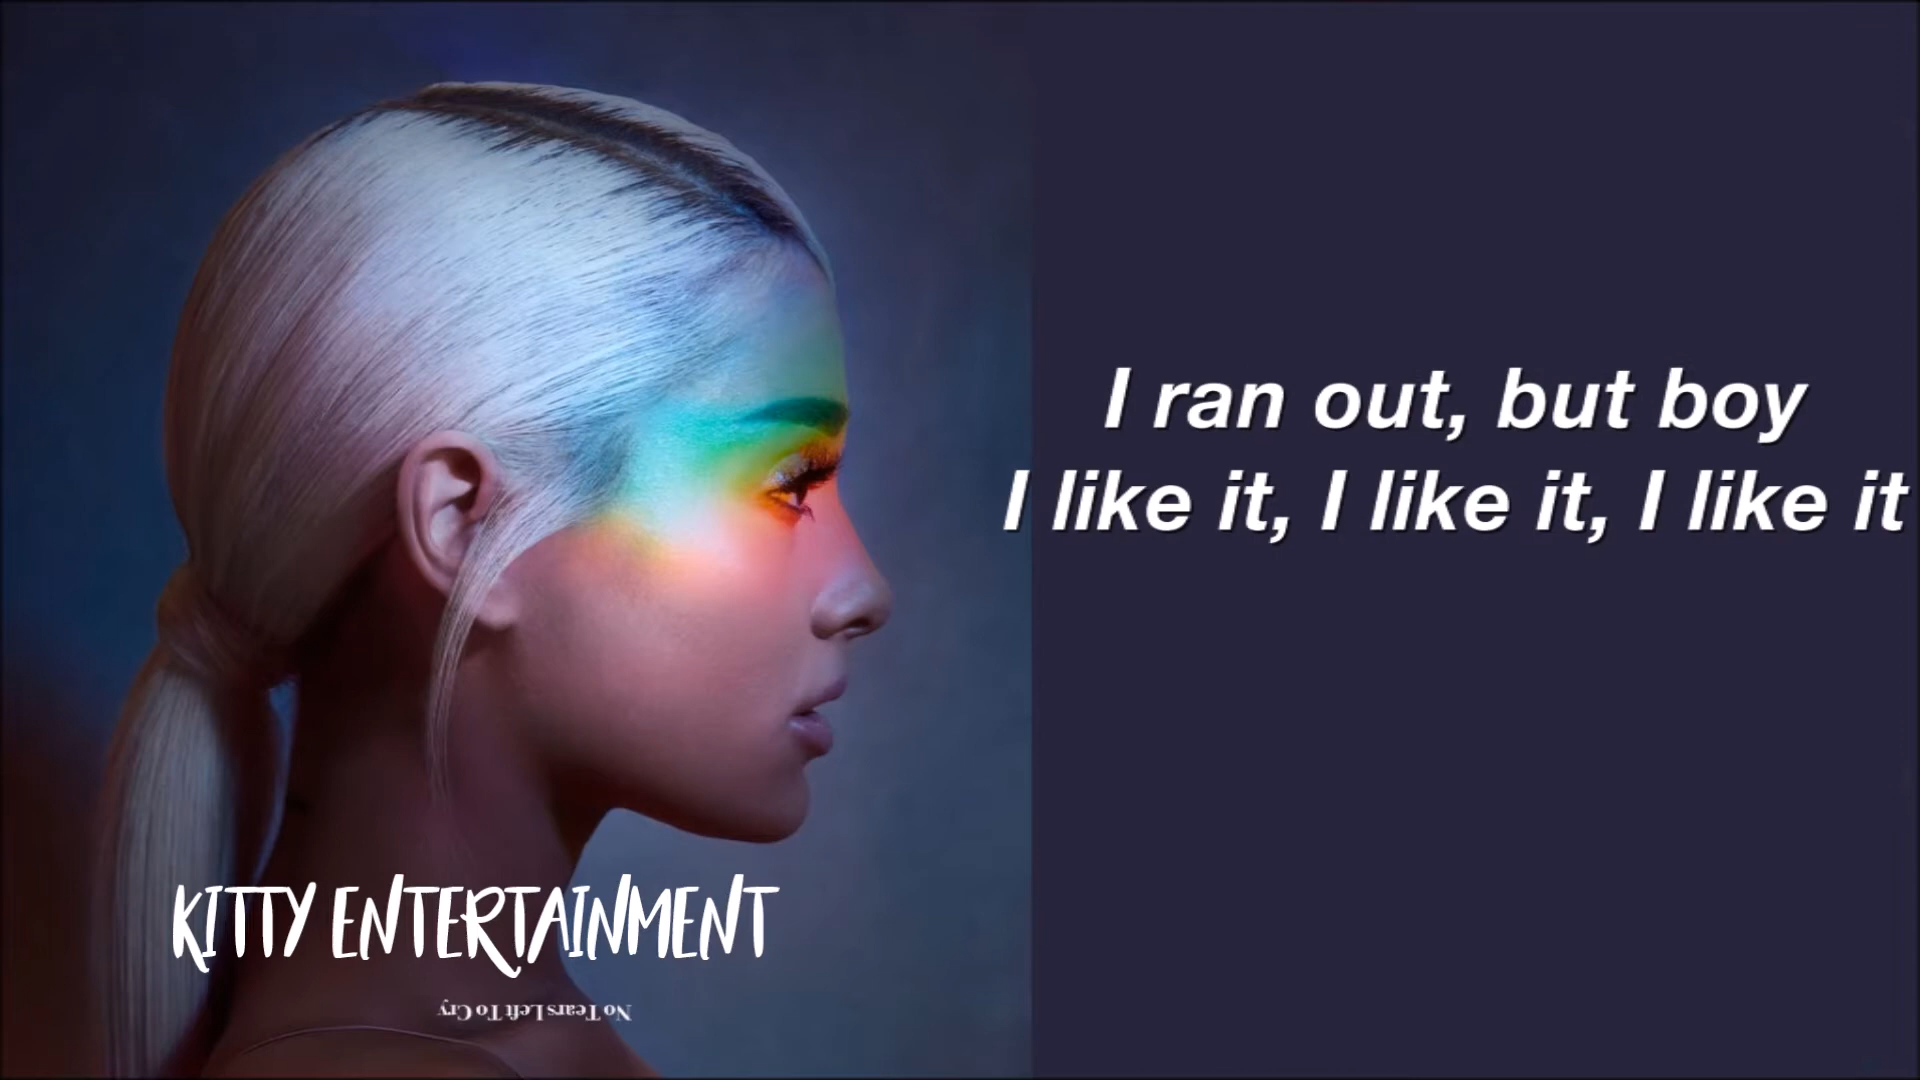 I ran out, but boy
I like it, I like it, I like it
KITTY ENTERTAINMENT
No Tears Left To Cry